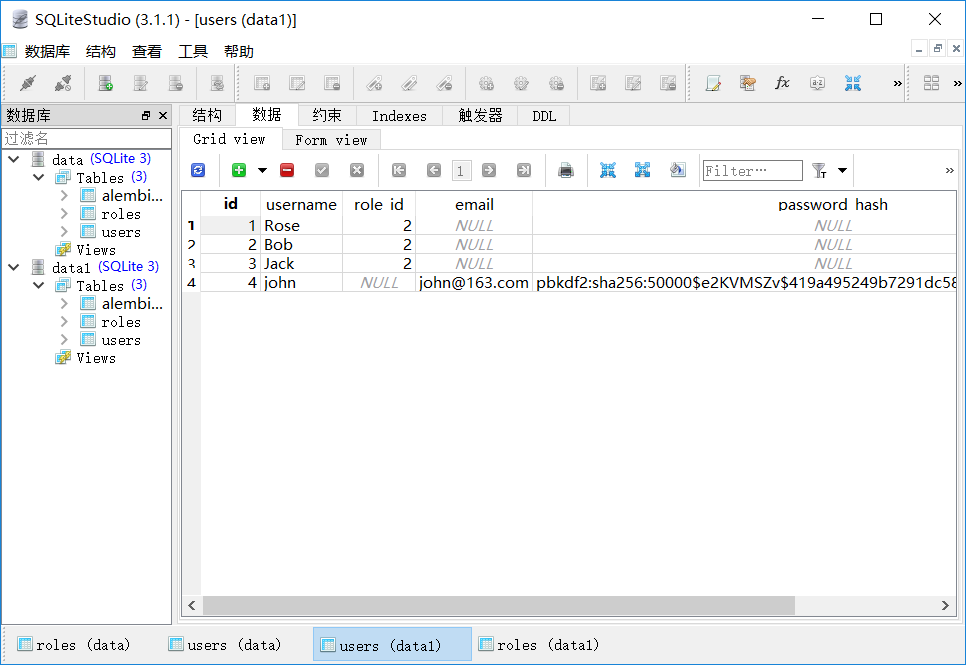 SQLiteStudio (3.1.1) - [users (data1)]
数据库 结构 查看 工具 帮助
数据库
过滤名
data (SQLite 3)
Tables (3)
alembi...
roles
users
Views
data1 (SQLite 3)
Tables (3)
alembi...
roles
users
Views
结构 数据 约束 Indexes 触发器 DDL
Grid view Form view
1 Filter…
id username role_id email password_hash
1 1 Rose 2 NULL NULL
2 2 Bob 2 NULL NULL
3 3 Jack 2 NULL NULL
4 4 john NULL john@163.com pbkdf2:sha256:50000$e2KVMSZv$419a495249b7291dc58
roles (data) users (data) users (data1) roles (data1)